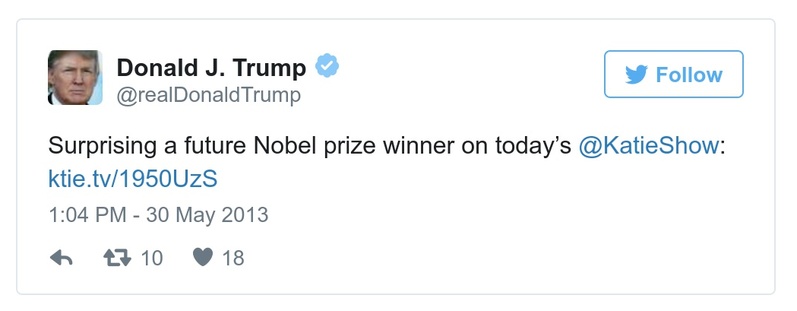 Donald J. Trump
@realDonaldTrump
Follow
Surprising a future Nobel prize winner on today’s @KatieShow:
ktie.tv/1950UzS
1:04 PM - 30 May 2013
10 18